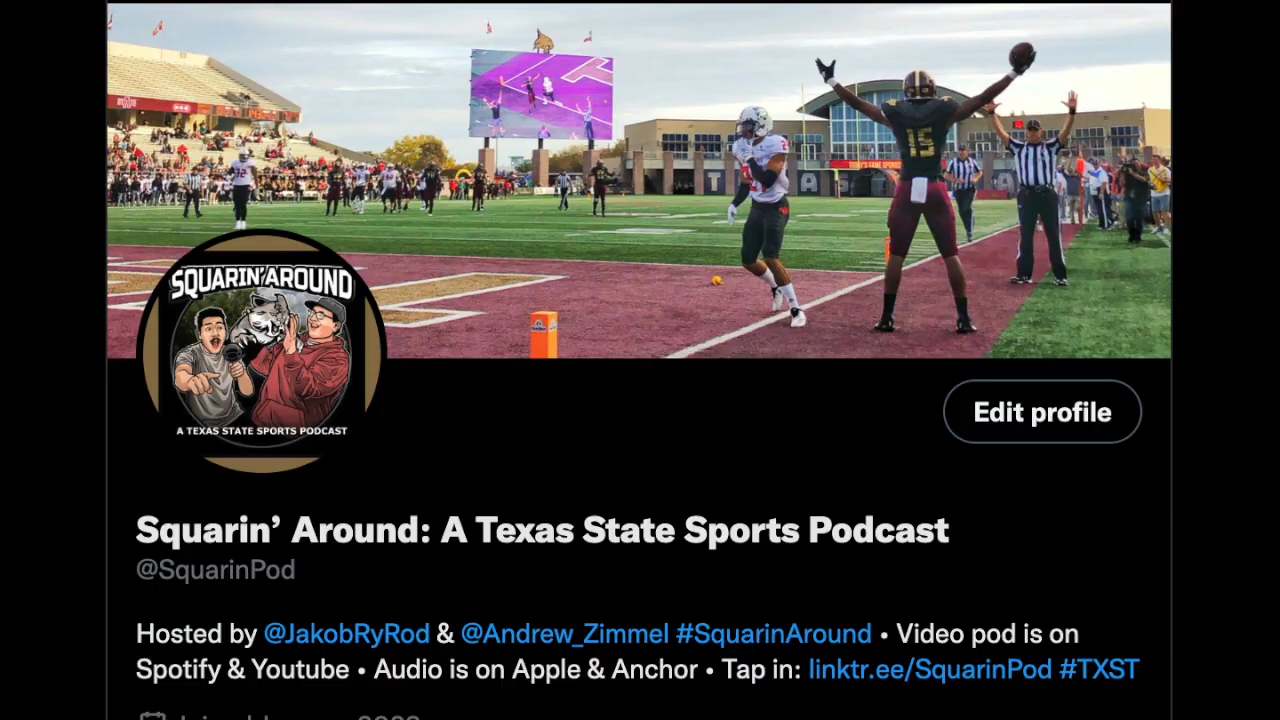 15
SQUARIN' AROUND
A TEXAS STATE SPORTS PODCAST
Edit profile
Squarin’ Around: A Texas State Sports Podcast
@SquarinPod
Hosted by @JakobRyRod & @Andrew_Zimmel #SquarinAround • Video pod is on
Spotify & Youtube • Audio is on Apple & Anchor • Tap in: linktr.ee/SquarinPod #TXST